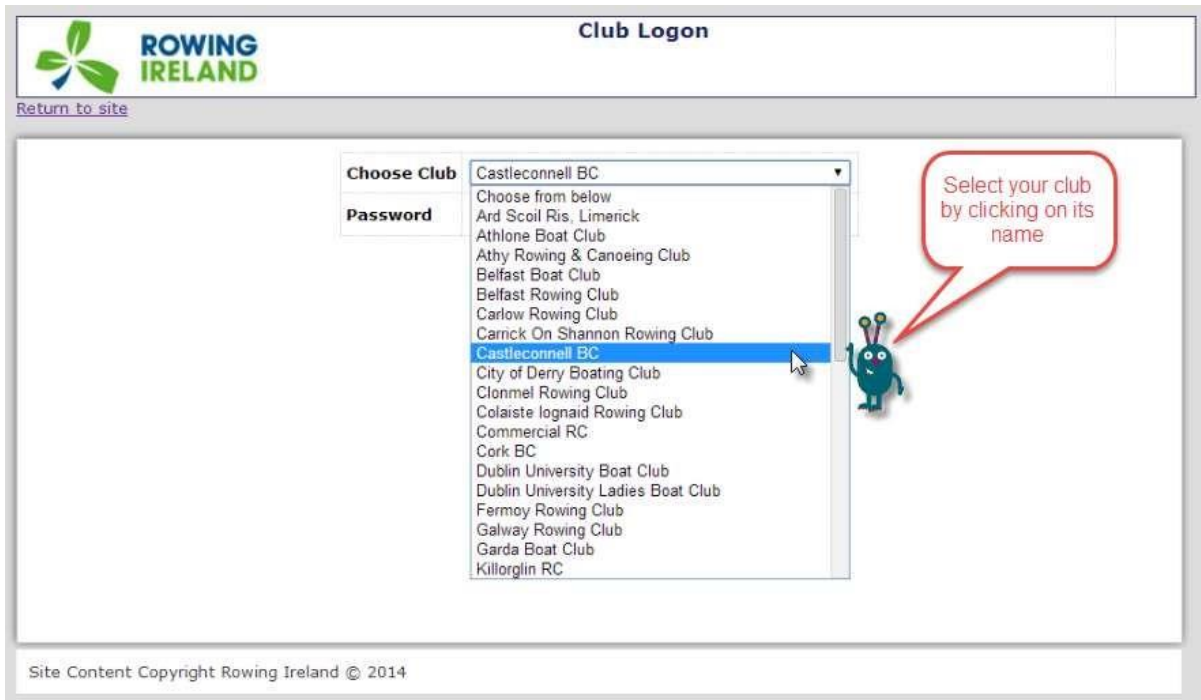 ROWING
IRELAND
Club Logon
Return to site
Choose Club
Castleconnell BC
Password
Choose from below
Ard Scoil Ris, Limerick
Athlone Boat Club
Athy Rowing & Canoeing Club
Belfast Boat Club
Belfast Rowing Club
Carlow Rowing Club
Carrick On Shannon Rowing Club
Castleconnell BC
City of Derry Boating Club
Clonmel Rowing Club
Colaiste Iognaid Rowing Club
Commercial RC
Cork BC
Dublin University Boat Club
Dublin University Ladies Boat Club
Fermoy Rowing Club
Galway Rowing Club
Garda Boat Club
Killorglin RC
Select your club
by clicking on its
name
Site Content Copyright Rowing Ireland © 2014